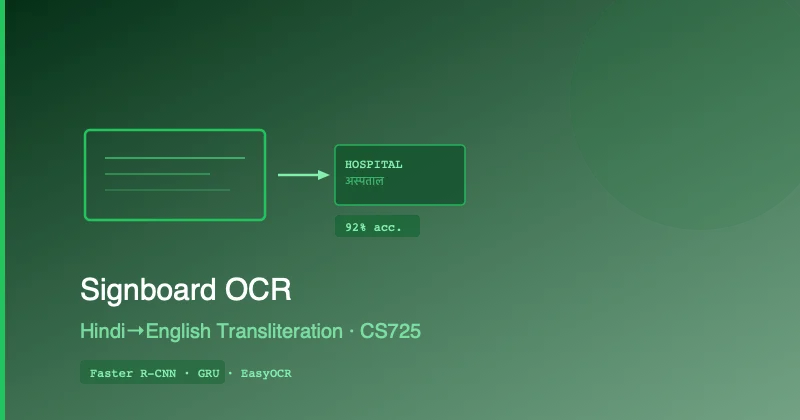 HOSPITAL
अस्पताल
92% acc.
Signboard OCR
Hindi→English Transliteration · CS725
Faster R-CNN · GRU · EasyOCR